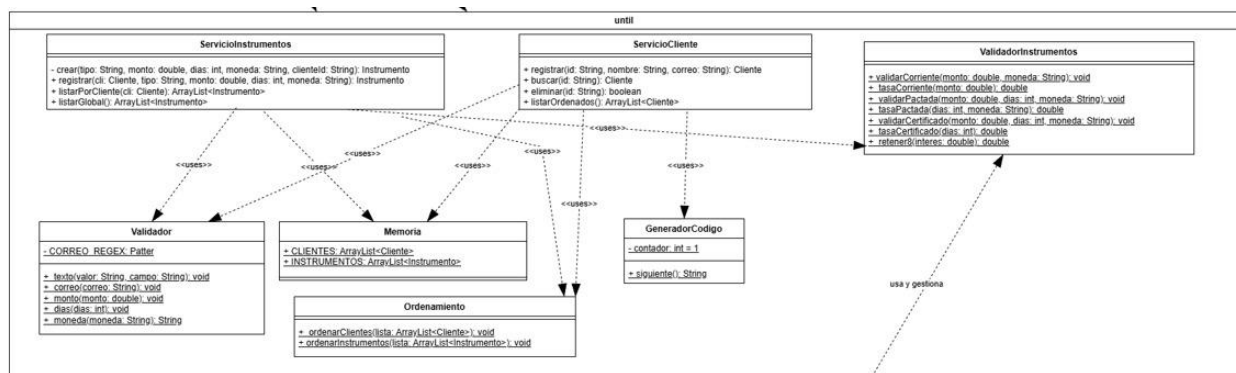 until
ServicioInstrumentos
- crear(tipo: String, monto: double, dias: int, moneda: String, clienteId: String): Instrumento
+ registrar(cli: Cliente, tipo: String, monto: double, dias: int, moneda: String): Instrumento
+ listarPorCliente(cli: Cliente): ArrayList<Instrumento>
+ listarGlobal(): ArrayList<Instrumento>
ServicioCliente
+ registrar(id: String, nombre: String, correo: String): Cliente
+ buscar(id: String): Cliente
+ eliminar(id: String): boolean
+ listarOrdenados(): ArrayList<Cliente>
ValidadorInstrumentos
+ validarCorriente(monto: double, moneda: String): void
+ tasaCorriente(monto: double): double
+ validarPactada(monto: double, dias: int, moneda: String): void
+ tasaPactada(dias: int, moneda: String): double
+ validarCertificado(monto: double, dias: int, moneda: String): void
+ tasaCertificado(dias: int): double
+ retener8(interes: double): double
<<uses>>
<<uses>>
<<uses>>
<<uses>>
<<uses>>
<<uses>>
<<uses>>
<<uses>>
Validador
- CORREO_REGEX: Patter
+ texto(valor: String, campo: String): void
+ correo(correo: String): void
+ monto(monto: double): void
+ dias(dias: int): void
+ moneda(moneda: String): String
Memoria
+ CLIENTES: ArrayList<Cliente>
+ INSTRUMENTOS: ArrayList<Instrumento>
GeneradorCodigo
- contador: int = 1
+ siguiente(): String
Ordenamiento
+ ordenarClientes(lista: ArrayList<Cliente>): void
+ ordenarInstrumentos(lista: ArrayList<Instrumento>): void
usa y gestiona